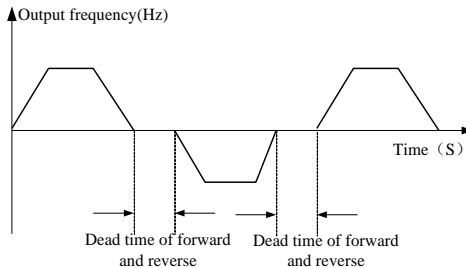 Output frequency(Hz)
Time（S）
Dead time of forward
and reverse
Dead time of forward
and reverse